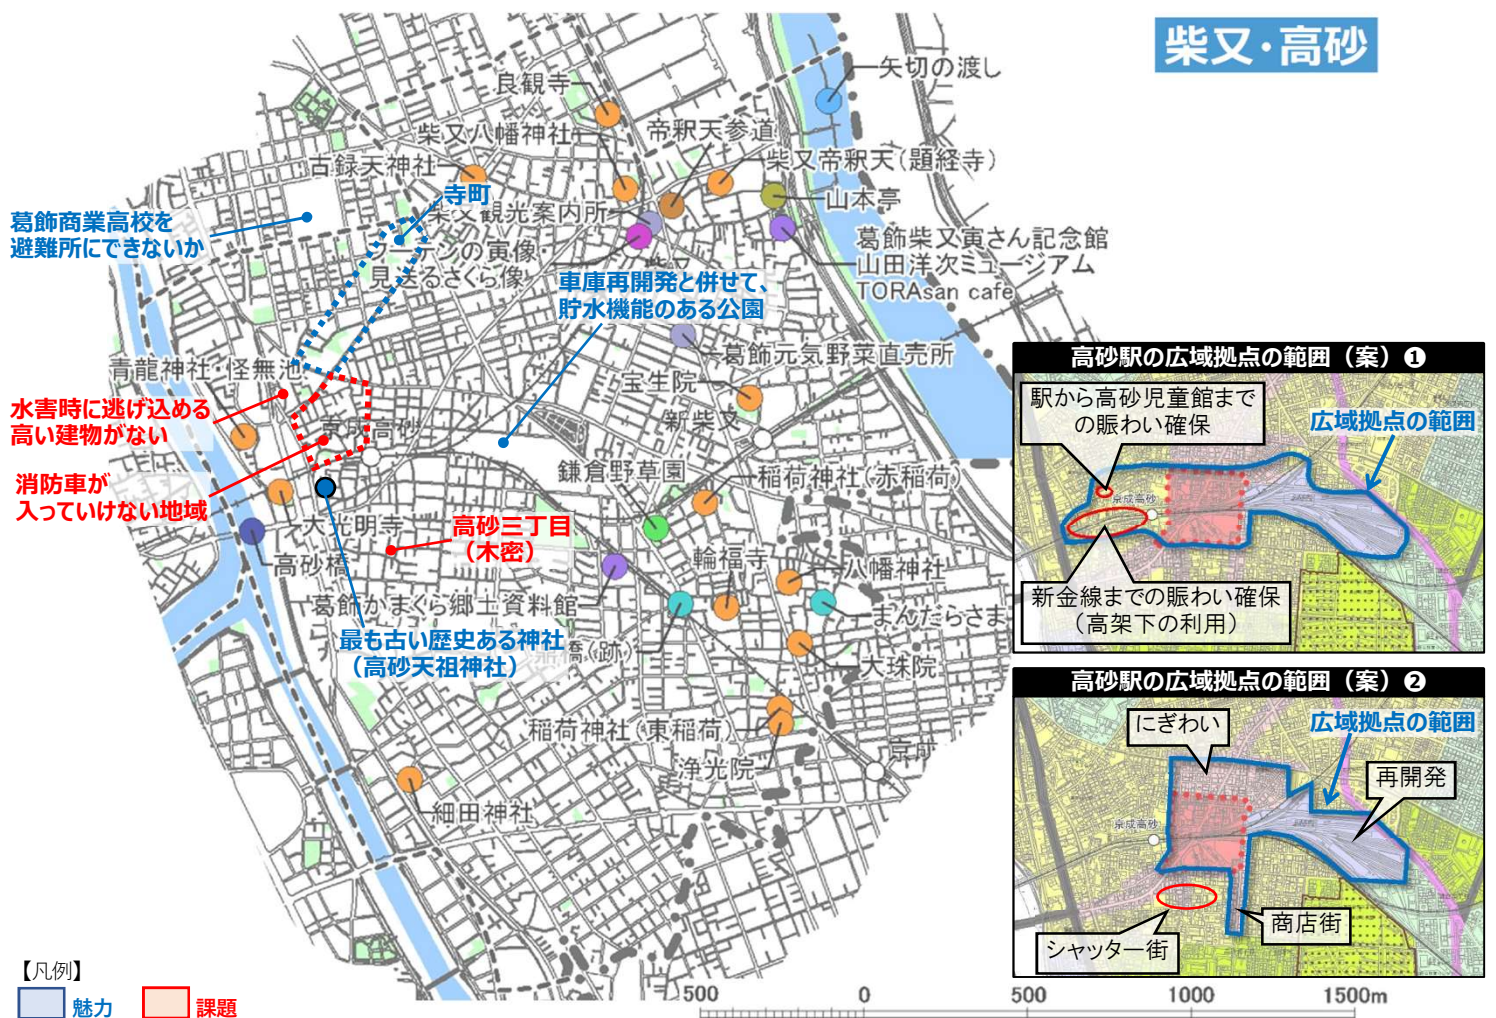 柴又・高砂
矢切の渡し
良観寺
柴又八幡神社
帝釈天参道
柴又帝釈天(題経寺)
古録天神社
寺町
山本亭
柴又観光案内所
葛飾商業高校を
避難所にできないか
葛飾柴又寅さん記念館
山田洋次ミュージアム
TORAsan cafe
見送るさくら像
車庫再開発と併せて、
貯水機能のある公園
葛飾元気野菜直売所
青龍神社・怪無池
宝生院
水害時に逃げ込める
高い建物がない
京成高砂
新柴又
鎌倉野草園
稲荷神社(赤稲荷)
消防車が
入っていけない地域
大光明寺
高砂三丁目
(木密)
高砂橋
輪福寺
八幡神社
葛飾かまくら郷土資料館
まんだらさま
最も古い歴史ある神社
(高砂天祖神社)
橋(跡)
大珠院
稲荷神社(東稲荷)
浄光院
京成
細田神社
高砂駅の広域拠点の範囲(案)❶
駅から高砂児童館まで
の賑わい確保
広域拠点の範囲
京成高砂
新金線までの賑わい確保
(高架下の利用)
高砂駅の広域拠点の範囲(案)❷
にぎわい
広域拠点の範囲
再開発
京成高砂
商店街
シャッター街
【凡例】
魅力 課題
500 0 500 1000 1500m